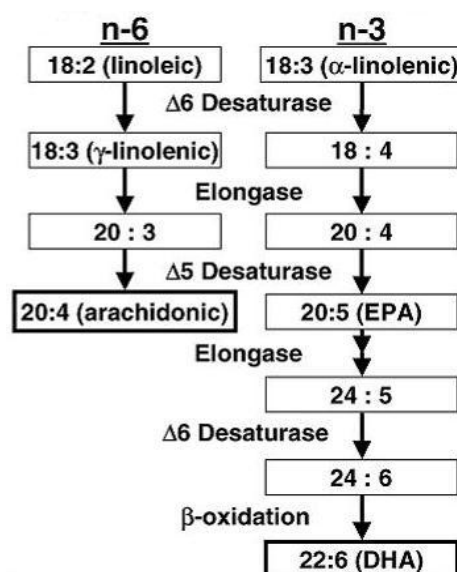 n-6 n-3
18:2 (linoleic) 18:3 (α-linolenic)
Δ6 Desaturase
18:3 (γ-linolenic) 18 : 4
Elongase
20 : 3 20 : 4
Δ5 Desaturase
20:4 (arachidonic) 20:5 (EPA)
Elongase
24 : 5
Δ6 Desaturase
24 : 6
β-oxidation
22:6 (DHA)